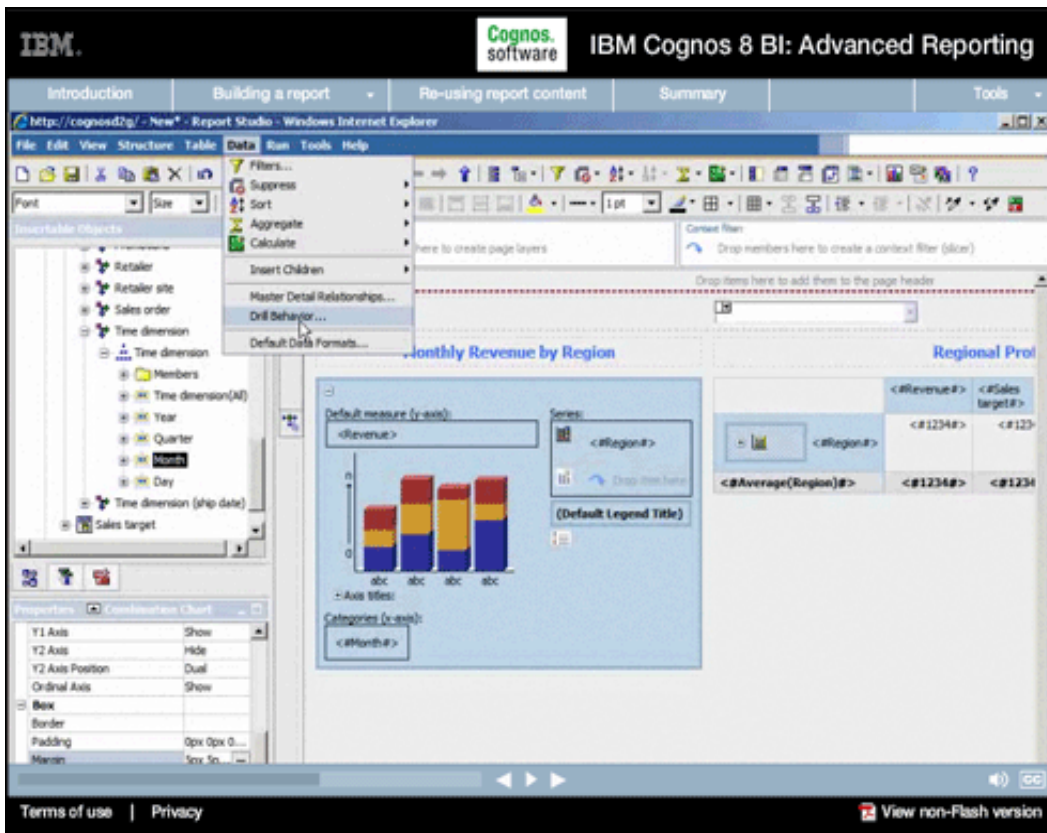 IBM.
Cognos.
software
IBM Cognos 8 BI: Advanced Reporting
Introduction
Building a report
Re-using report content
Summary
Tools
http://cognosd2g/ - New* - Report Studio - Windows Internet Explorer
File Edit View Structure Table Data Run Tools Help
Filters...
Suppress
Sort
Aggregate
Calculate
Insert Children
Master Detail Relationships...
Drill Behavior...
Default Data Formats...
Font
Size
1 pt
Insertable Objects
here to create page layers
Context filter:
Drop members here to create a context filter (slicer)
Drop items here to add them to the page header
Retailer
Retailer site
Sales order
Time dimension
Time dimension
Members
Time dimension(All)
Year
Quarter
Month
Day
Time dimension (ship date)
Sales target
Monthly Revenue by Region
Regional Prof
Default measure (y-axis):
<Revenue>
Series:
<#Region#>
Drop item here
(Default Legend Title)
abc abc abc abc
Axis titles:
Categories (x-axis):
<#Month#>
<#Revenue#>
<#Sales target#>
<#Region#>
<#1234#>
<#123
<#Average(Region)#>
<#1234#>
<#1234
Properties
Combination Chart
Y1 Axis Show
Y2 Axis Hide
Y2 Axis Position Dual
Ordinal Axis Show
Box
Border
Padding 0px 0px 0...
Margin 5px 5p...
CC
Terms of use | Privacy
View non-Flash version